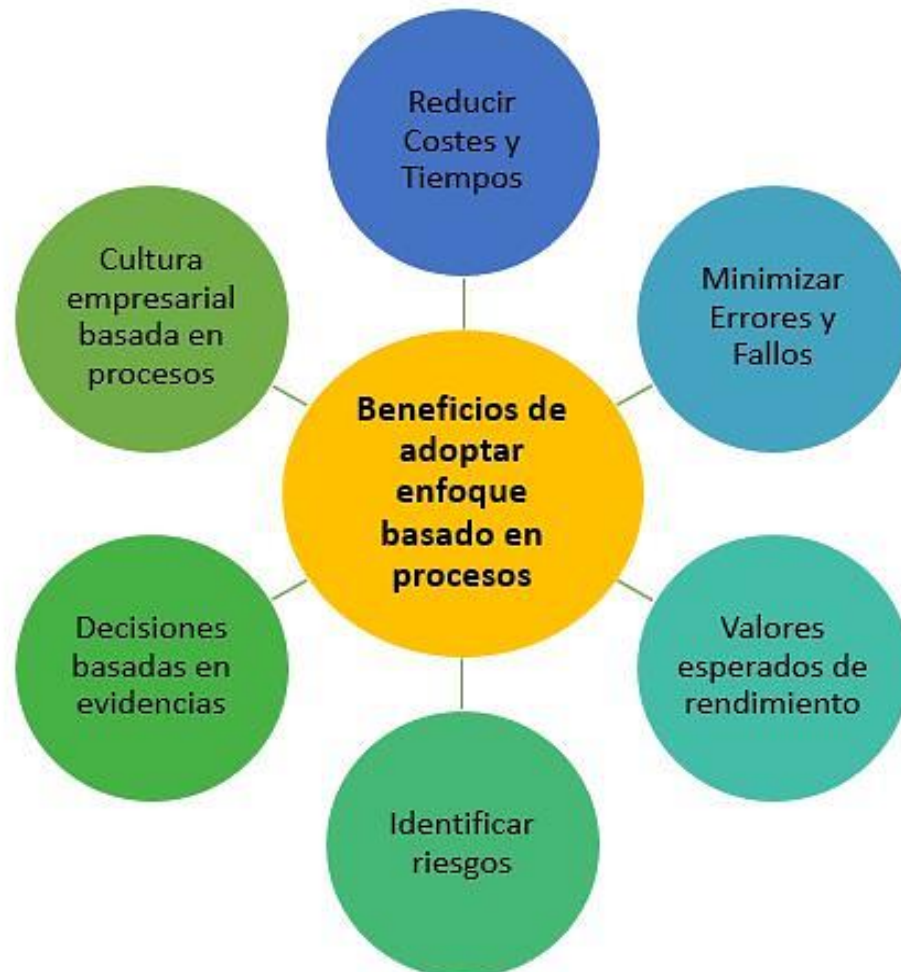 Reducir
Costes y
Tiempos
Minimizar
Errores y
Fallos
Valores
esperados de
rendimiento
Identificar
riesgos
Decisiones
basadas en
evidencias
Cultura
empresarial
basada en
procesos
Beneficios de
adoptar
enfoque
basado en
procesos